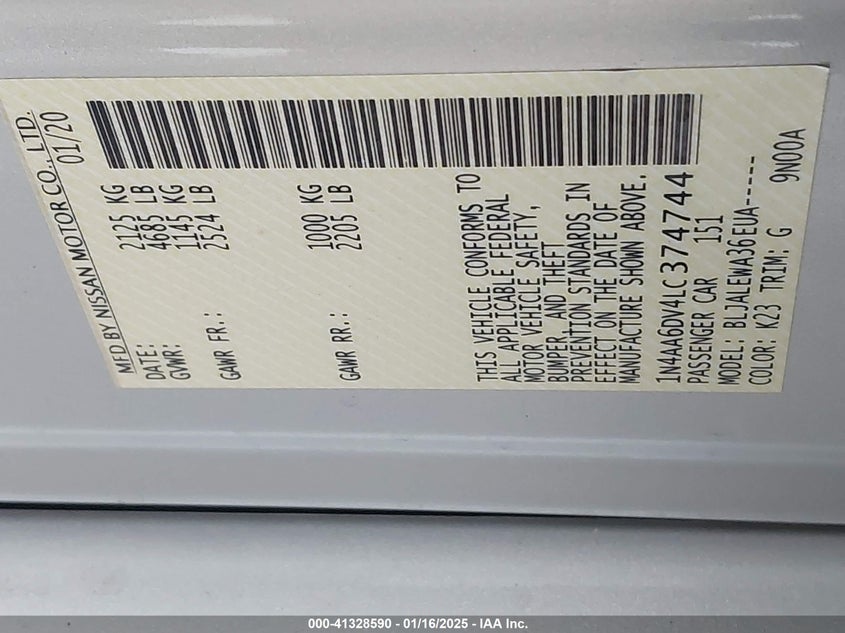 MFD BY NISSAN MOTOR CO., LTD.
DATE: 01/20
GVWR: 2125 KG
4685 LB
GAWR FR.: 1145 KG
2524 LB
GAWR RR.: 1000 KG
2205 LB
THIS VEHICLE CONFORMS TO
ALL APPLICABLE FEDERAL
MOTOR VEHICLE SAFETY,
BUMPER, AND THEFT
PREVENTION STANDARDS IN
EFFECT ON THE DATE OF
MANUFACTURE SHOWN ABOVE.
1N4AA6DV4LC374744
PASSENGER CAR 151
MODEL: BLJALEWA36EUA-----
COLOR: K23 TRIM: G 9N00A
000-41328590 - 01/16/2025 - IAA Inc.